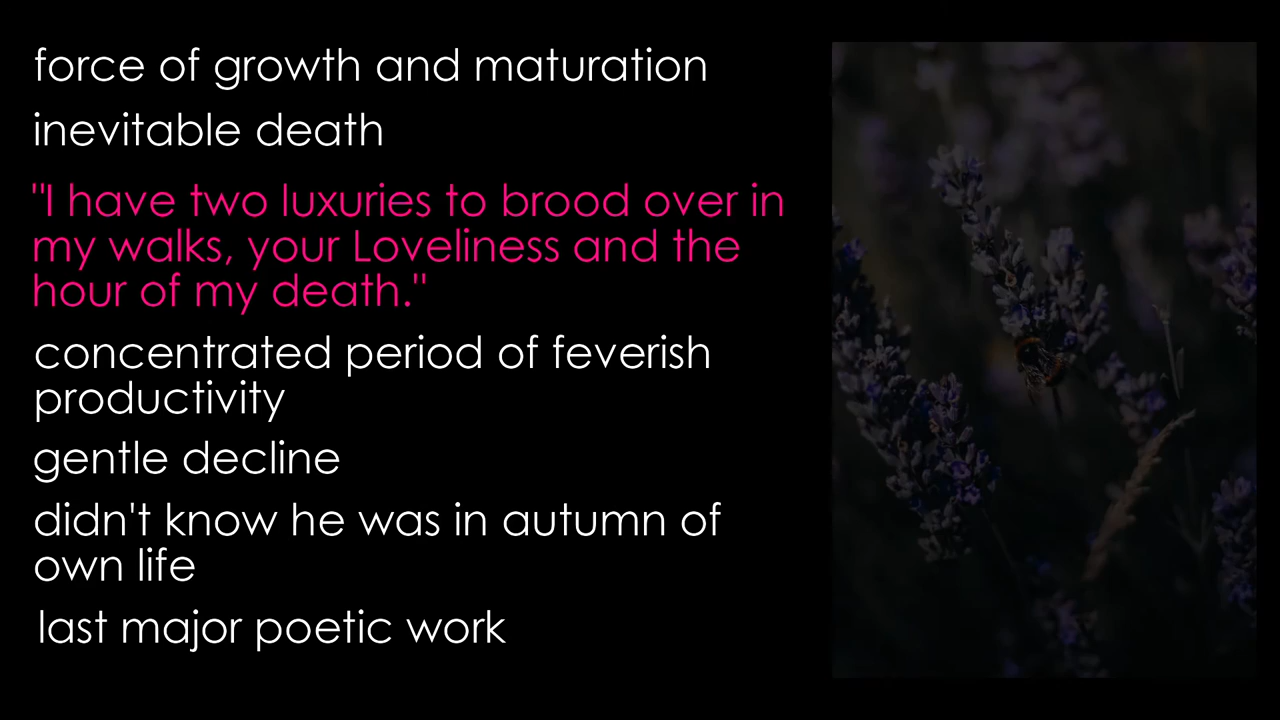 force of growth and maturation
inevitable death
"I have two luxuries to brood over in
my walks, your Loveliness and the
hour of my death."
concentrated period of feverish
productivity
gentle decline
didn't know he was in autumn of
own life
last major poetic work